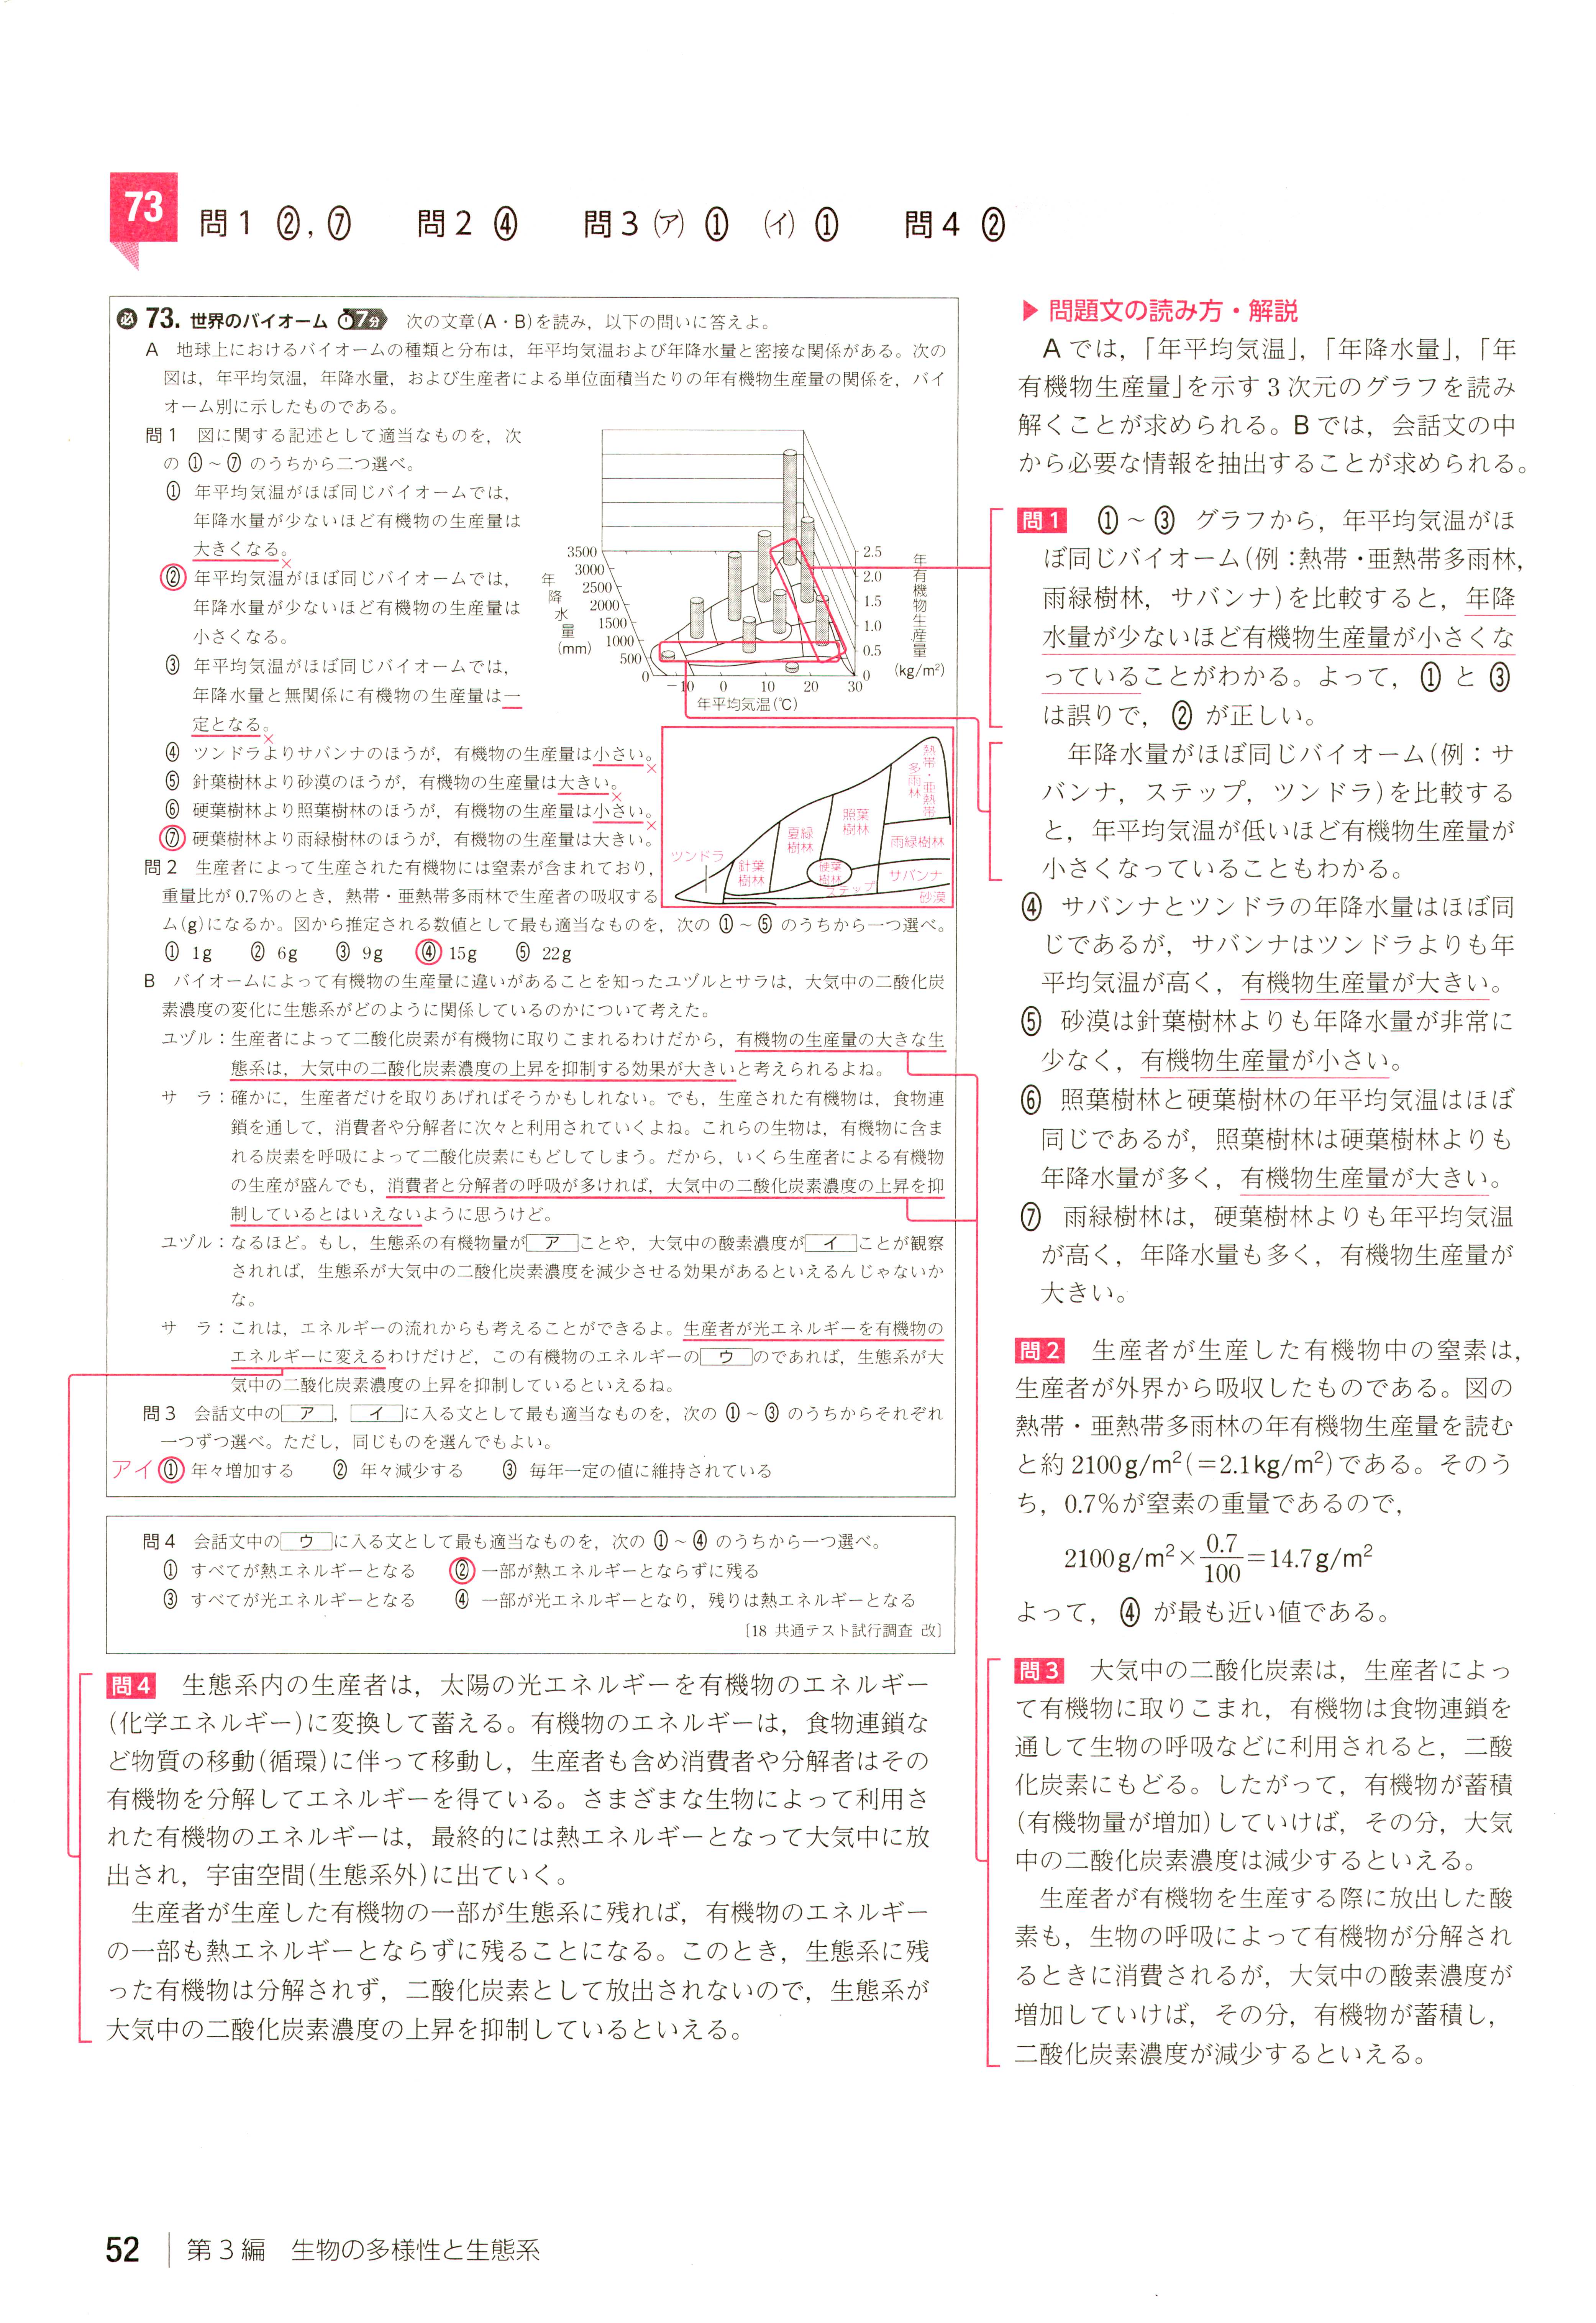 73
問1 ②, ⑦ 問2 ④ 問3 (ア) ① (イ) ① 問4 ②
必 73. 世界のバイオーム 7分 次の文章(A・B)を読み，以下の問いに答えよ。
A 地球上におけるバイオームの種類と分布は，年平均気温および年降水量と密接な関係がある。次の
図は，年平均気温，年降水量，および生産者による単位面積当たりの年有機物生産量の関係を，バイ
オーム別に示したものである。
問1 図に関する記述として適当なものを，次
の ①～⑦ のうちから二つ選べ。
① 年平均気温がほぼ同じバイオームでは，
年降水量が少ないほど有機物の生産量は
大きくなる。×
② 年平均気温がほぼ同じバイオームでは，
年降水量が少ないほど有機物の生産量は
小さくなる。
③ 年平均気温がほぼ同じバイオームでは，
年降水量と無関係に有機物の生産量は一
定となる。×
④ ツンドラよりサバンナのほうが，有機物の生産量は小さい。×
⑤ 針葉樹林より砂漠のほうが，有機物の生産量は大きい。×
⑥ 硬葉樹林より照葉樹林のほうが，有機物の生産量は小さい。×
⑦ 硬葉樹林より雨緑樹林のほうが，有機物の生産量は大きい。
年降水量(mm)
3500
3000
2500
2000
1500
1000
500
0
-10 0 10 20 30
年平均気温(℃)
2.5
2.0
1.5
1.0
0.5
0
年有機物生産量
(kg/m²)
熱帯・亜熱帯多雨林
照葉樹林
夏緑樹林
雨緑樹林
ツンドラ
針葉樹林
硬葉樹林
サバンナ
ステップ
砂漠
問2 生産者によって生産された有機物には窒素が含まれており，
重量比が0.7%のとき，熱帯・亜熱帯多雨林で生産者の吸収する
ム(g)になるか。図から推定される数値として最も適当なものを，次の ①～⑤ のうちから一つ選べ。
① 1g ② 6g ③ 9g ④ 15g ⑤ 22g
B バイオームによって有機物の生産量に違いがあることを知ったユヅルとサラは，大気中の二酸化炭
素濃度の変化に生態系がどのように関係しているのかについて考えた。
ユヅル：生産者によって二酸化炭素が有機物に取りこまれるわけだから，有機物の生産量の大きな生
態系は，大気中の二酸化炭素濃度の上昇を抑制する効果が大きいと考えられるよね。
サ ラ：確かに，生産者だけを取りあげればそうかもしれない。でも，生産された有機物は，食物連
鎖を通して，消費者や分解者に次々と利用されていくよね。これらの生物は，有機物に含ま
れる炭素を呼吸によって二酸化炭素にもどしてしまう。だから，いくら生産者による有機物
の生産が盛んでも，消費者と分解者の呼吸が多ければ，大気中の二酸化炭素濃度の上昇を抑
制しているとはいえないように思うけど。
ユヅル：なるほど。もし，生態系の有機物量が ア ことや，大気中の酸素濃度が イ ことが観察
されれば，生態系が大気中の二酸化炭素濃度を減少させる効果があるといえるんじゃないか
な。
サ ラ：これは，エネルギーの流れからも考えることができるよ。生産者が光エネルギーを有機物の
エネルギーに変えるわけだけど，この有機物のエネルギーの ウ のであれば，生態系が大
気中の二酸化炭素濃度の上昇を抑制しているといえるね。
問3 会話文中の ア ， イ に入る文として最も適当なものを，次の ①～③ のうちからそれぞれ
一つずつ選べ。ただし，同じものを選んでもよい。
アイ ① 年々増加する ② 年々減少する ③ 毎年一定の値に維持されている
問4 会話文中の ウ に入る文として最も適当なものを，次の ①～④ のうちから一つ選べ。
① すべてが熱エネルギーとなる ② 一部が熱エネルギーとならずに残る
③ すべてが光エネルギーとなる ④ 一部が光エネルギーとなり，残りは熱エネルギーとなる
〔18 共通テスト試行調査 改〕
問4 生態系内の生産者は，太陽の光エネルギーを有機物のエネルギー
(化学エネルギー)に変換して蓄える。有機物のエネルギーは，食物連鎖な
ど物質の移動(循環)に伴って移動し，生産者も含め消費者や分解者はその
有機物を分解してエネルギーを得ている。さまざまな生物によって利用さ
れた有機物のエネルギーは，最終的には熱エネルギーとなって大気中に放
出され，宇宙空間(生態系外)に出ていく。
生産者が生産した有機物の一部が生態系に残れば，有機物のエネルギー
の一部も熱エネルギーとならずに残ることになる。このとき，生態系に残
った有機物は分解されず，二酸化炭素として放出されないので，生態系が
大気中の二酸化炭素濃度の上昇を抑制しているといえる。
▶ 問題文の読み方・解説
Aでは，「年平均気温」，「年降水量」，「年
有機物生産量」を示す3次元のグラフを読み
解くことが求められる。Bでは，会話文の中
から必要な情報を抽出することが求められる。
問1 ①～③ グラフから，年平均気温がほ
ぼ同じバイオーム(例：熱帯・亜熱帯多雨林，
雨緑樹林，サバンナ)を比較すると，年降
水量が少ないほど有機物生産量が小さくな
っていることがわかる。よって，① と ③
は誤りで，② が正しい。
年降水量がほぼ同じバイオーム(例：サ
バンナ，ステップ，ツンドラ)を比較する
と，年平均気温が低いほど有機物生産量が
小さくなっていることもわかる。
④ サバンナとツンドラの年降水量はほぼ同
じであるが，サバンナはツンドラよりも年
平均気温が高く，有機物生産量が大きい。
⑤ 砂漠は針葉樹林よりも年降水量が非常に
少なく，有機物生産量が小さい。
⑥ 照葉樹林と硬葉樹林の年平均気温はほぼ
同じであるが，照葉樹林は硬葉樹林よりも
年降水量が多く，有機物生産量が大きい。
⑦ 雨緑樹林は，硬葉樹林よりも年平均気温
が高く，年降水量も多く，有機物生産量が
大きい。
問2 生産者が生産した有機物中の窒素は，
生産者が外界から吸収したものである。図の
熱帯・亜熱帯多雨林の年有機物生産量を読む
と約2100g/m²(=2.1kg/m²)である。そのう
ち，0.7%が窒素の重量であるので，
2100g/m²×0.7/100=14.7g/m²
よって，④ が最も近い値である。
問3 大気中の二酸化炭素は，生産者によっ
て有機物に取りこまれ，有機物は食物連鎖を
通して生物の呼吸などに利用されると，二酸
化炭素にもどる。したがって，有機物が蓄積
(有機物量が増加)していけば，その分，大気
中の二酸化炭素濃度は減少するといえる。
生産者が有機物を生産する際に放出した酸
素も，生物の呼吸によって有機物が分解され
るときに消費されるが，大気中の酸素濃度が
増加していけば，その分，有機物が蓄積し，
二酸化炭素濃度が減少するといえる。
52 第3編 生物の多様性と生態系